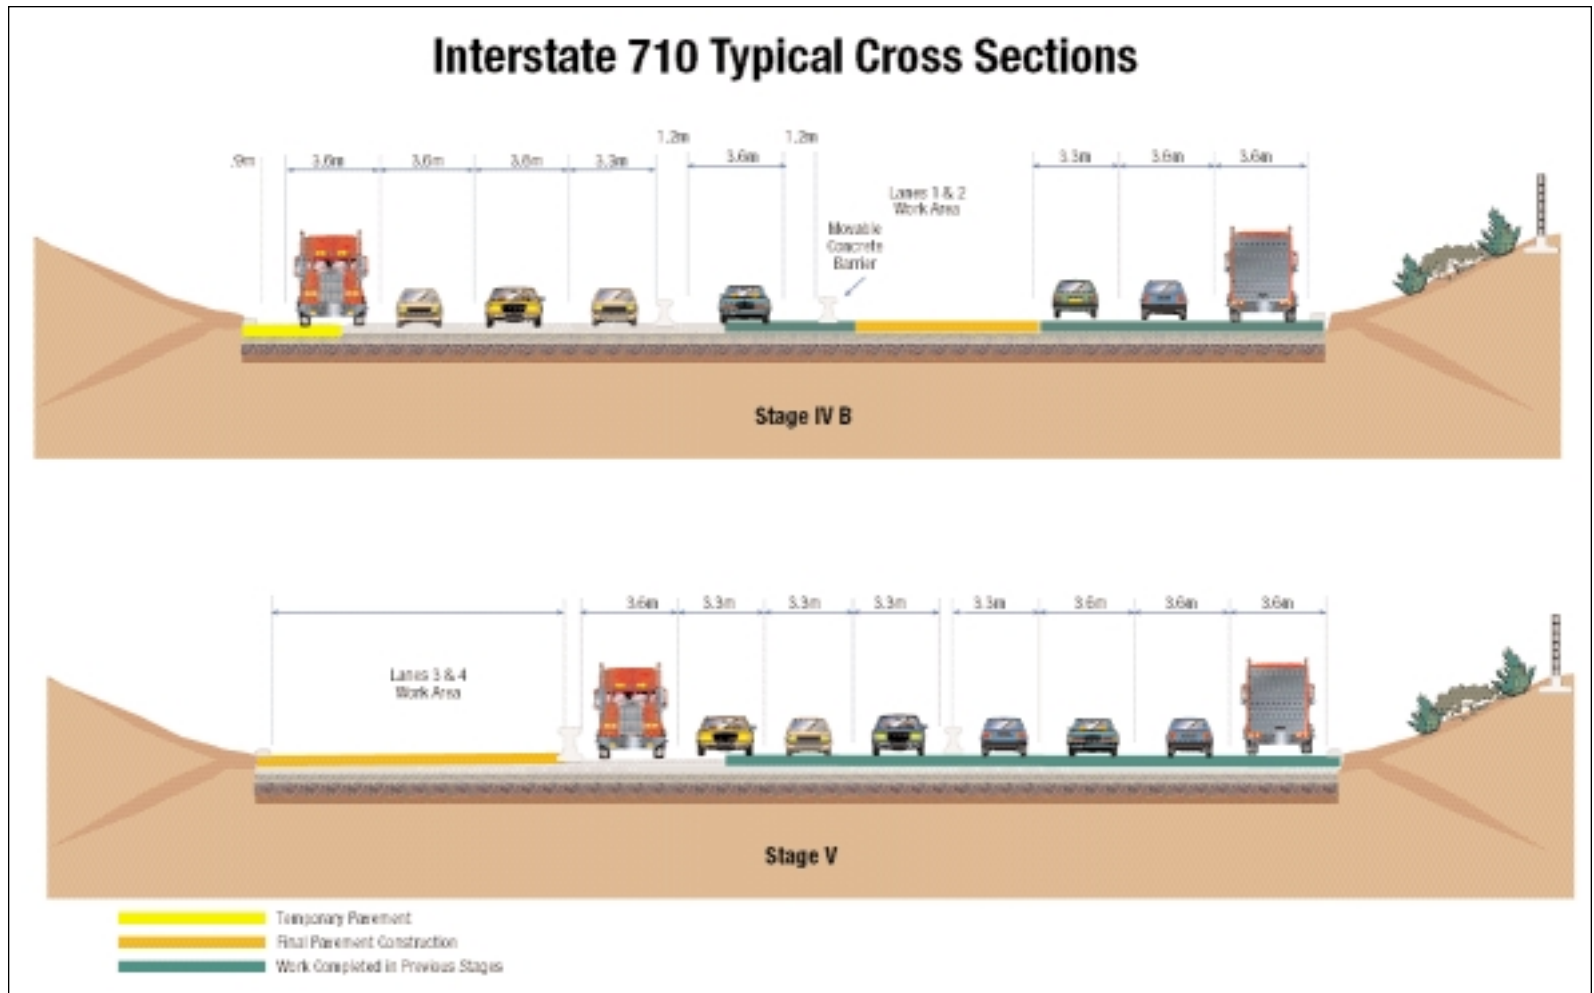 Interstate 710 Typical Cross Sections
1.2m 1.2m
.9m 3.6m 3.6m 3.6m 3.3m 3.6m 3.3m 3.6m 3.6m
Lanes 1 & 2
Work Area
Movable
Concrete
Barrier
Stage IV B
3.6m 3.3m 3.3m 3.3m 3.3m 3.6m 3.6m 3.6m
Lanes 3 & 4
Work Area
Stage V
Temporary Pavement
Final Pavement Construction
Work Completed in Previous Stages